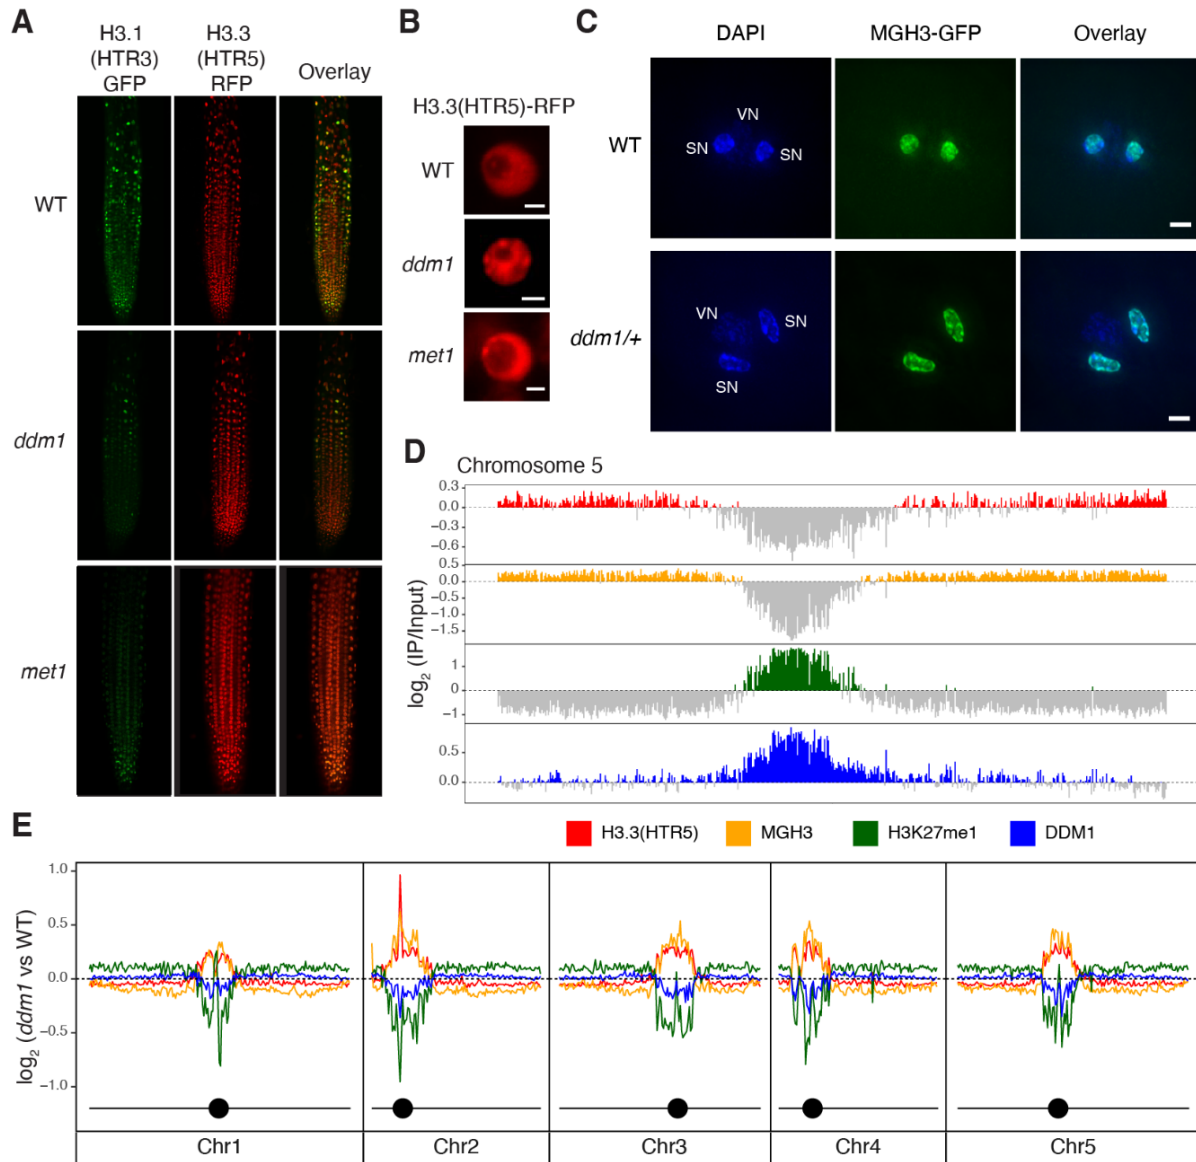 A
H3.1
(HTR3)
GFP
H3.3
(HTR5)
RFP
Overlay
WT
ddm1
met1
B
H3.3(HTR5)-RFP
WT
ddm1
met1
C
DAPI
MGH3-GFP
Overlay
WT
VN
SN
SN
ddm1/+
VN
SN
SN
D
Chromosome 5
log2 (IP/Input)
0.3
0.0
−0.3
−0.6
0.5
0.0
−0.5
−1.0
−1.5
1
0
−1
0.5
0.0
H3.3(HTR5)
MGH3
H3K27me1
DDM1
E
log2 (ddm1 vs WT)
1.0
0.5
0.0
−0.5
−1.0
Chr1
Chr2
Chr3
Chr4
Chr5